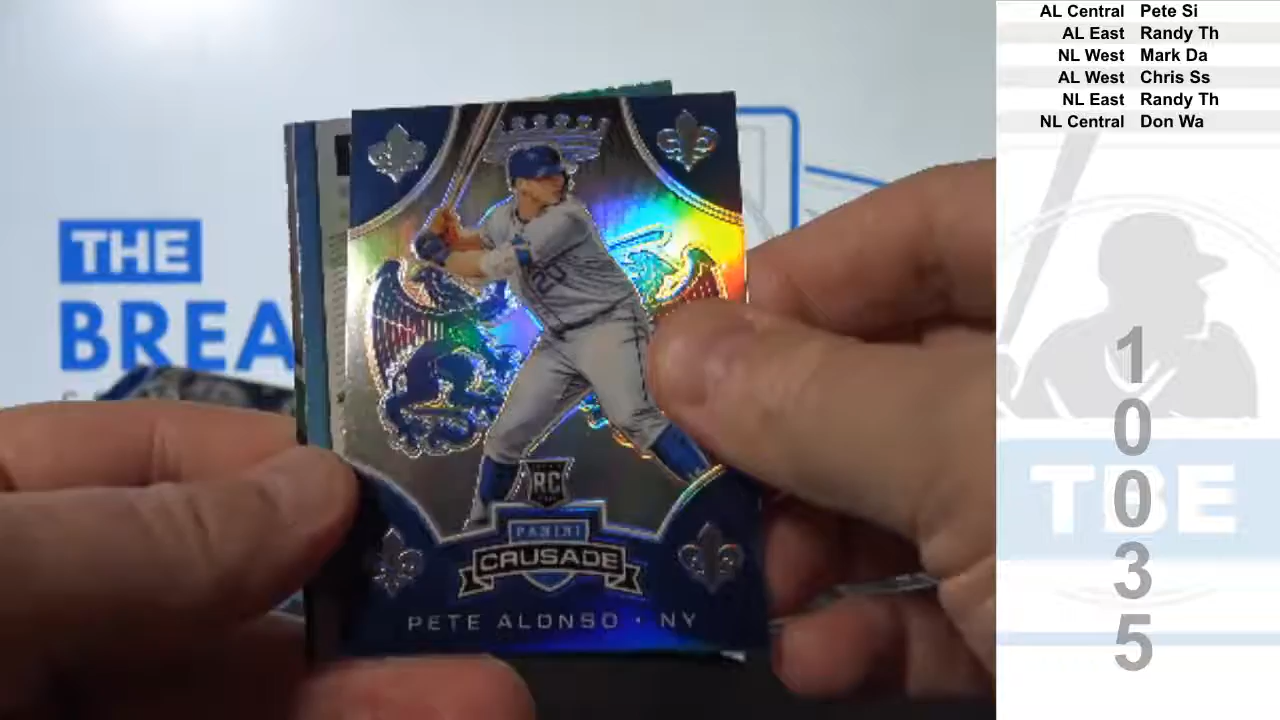 AL Central Pete Si
AL East Randy Th
NL West Mark Da
AL West Chris Ss
NL East Randy Th
NL Central Don Wa
THE
BREA
RC
PANINI
CRUSADE
PETE ALONSO • NY
TBE
1
0
0
3
5